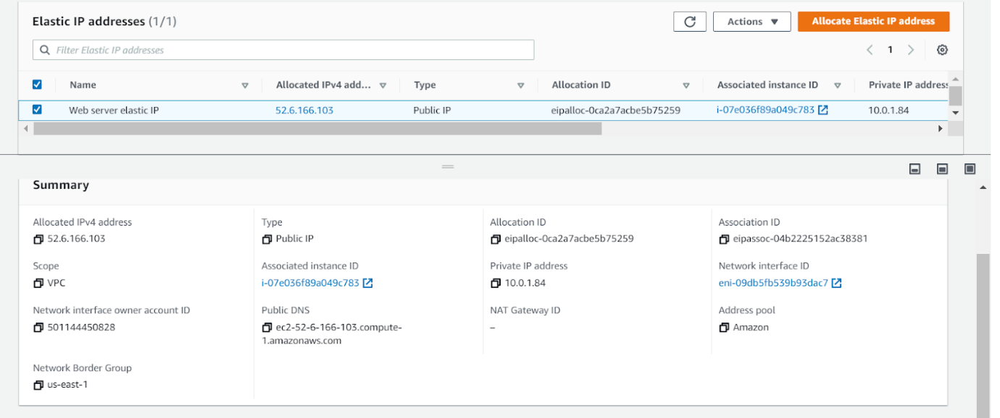 Elastic IP addresses (1/1)
Actions
Allocate Elastic IP address
Filter Elastic IP addresses
1
Name
Allocated IPv4 add...
Type
Allocation ID
Associated instance ID
Private IP address
Web server elastic IP
52.6.166.103
Public IP
eipalloc-0ca2a7acbe5b75259
i-07e036f89a049c783
10.0.1.84
Summary
Allocated IPv4 address
52.6.166.103
Type
Public IP
Allocation ID
eipalloc-0ca2a7acbe5b75259
Association ID
eipassoc-04b2225152ac38381
Scope
VPC
Associated instance ID
i-07e036f89a049c783
Private IP address
10.0.1.84
Network interface ID
eni-09db5fb539b93dac7
Network interface owner account ID
501144450828
Public DNS
ec2-52-6-166-103.compute-
1.amazonaws.com
NAT Gateway ID
–
Address pool
Amazon
Network Border Group
us-east-1